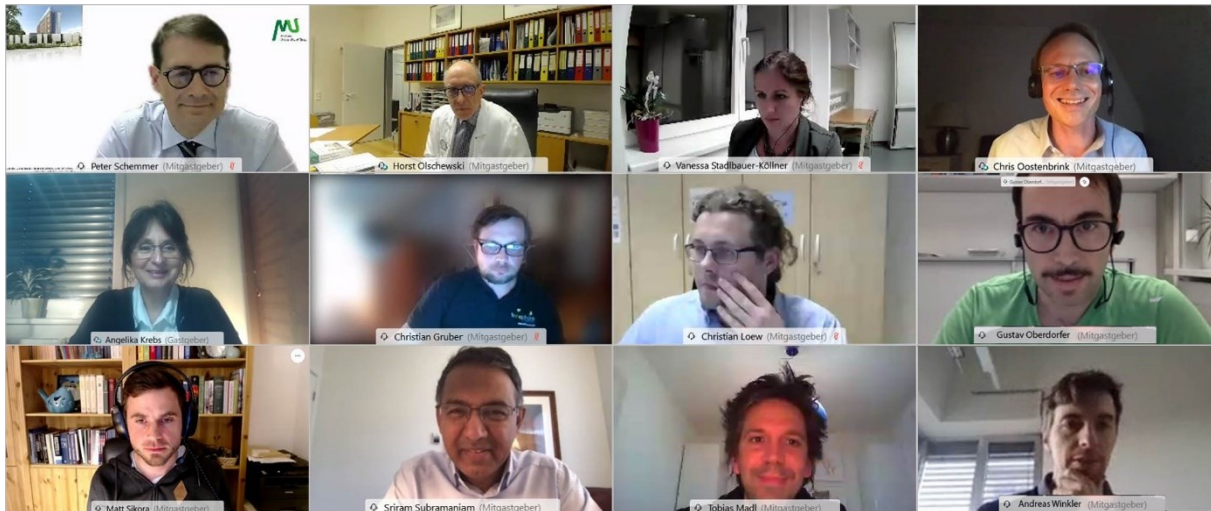 Peter Schemmer (Mitgastgeber)
Horst Olschewski (Mitgastgeber)
Vanessa Stadlbauer-Köllner (Mitgastgeber)
Chris Oostenbrink (Mitgastgeber)
Angelika Krebs (Gastgeber)
Christian Gruber (Mitgastgeber)
Christian Loew (Mitgastgeber)
Gustav Oberdorfer (Mitgastgeber)
Matt Sikora (Mitgastgeber)
Sriram Subramaniam (Mitgastgeber)
Tobias Madl (Mitgastgeber)
Andreas Winkler (Mitgastgeber)